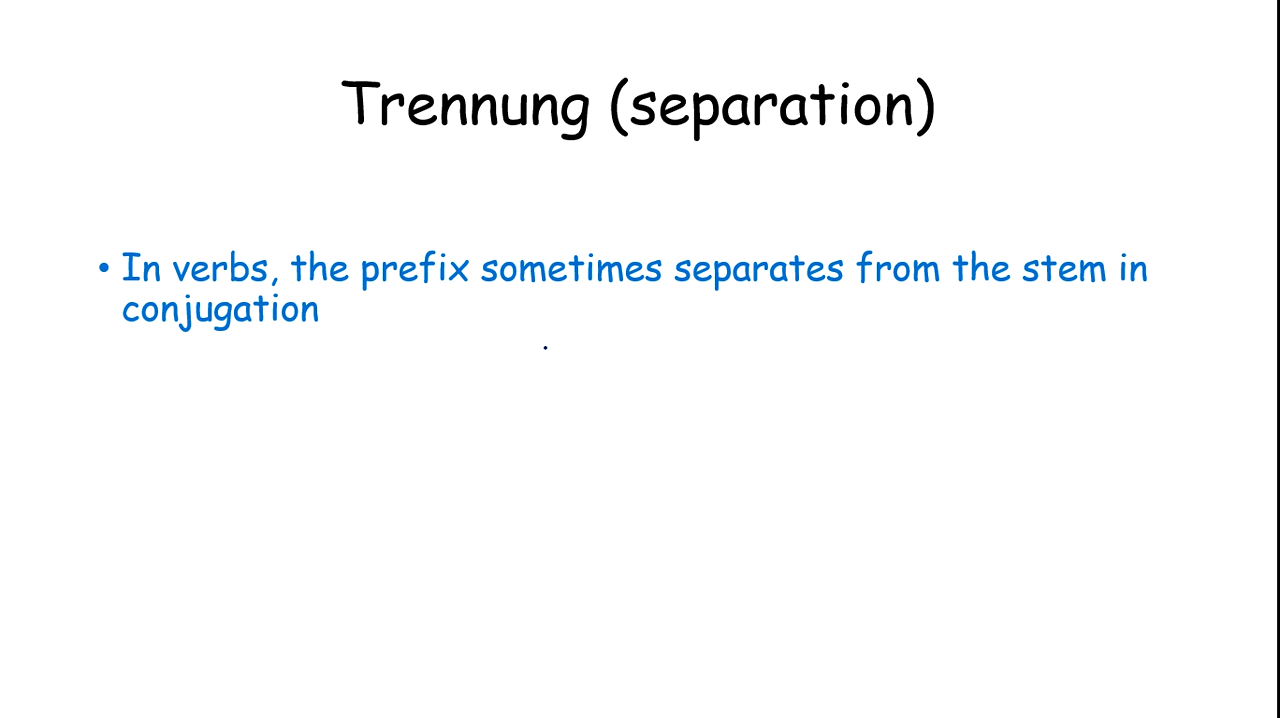 Trennung (separation)
• In verbs, the prefix sometimes separates from the stem in
conjugation